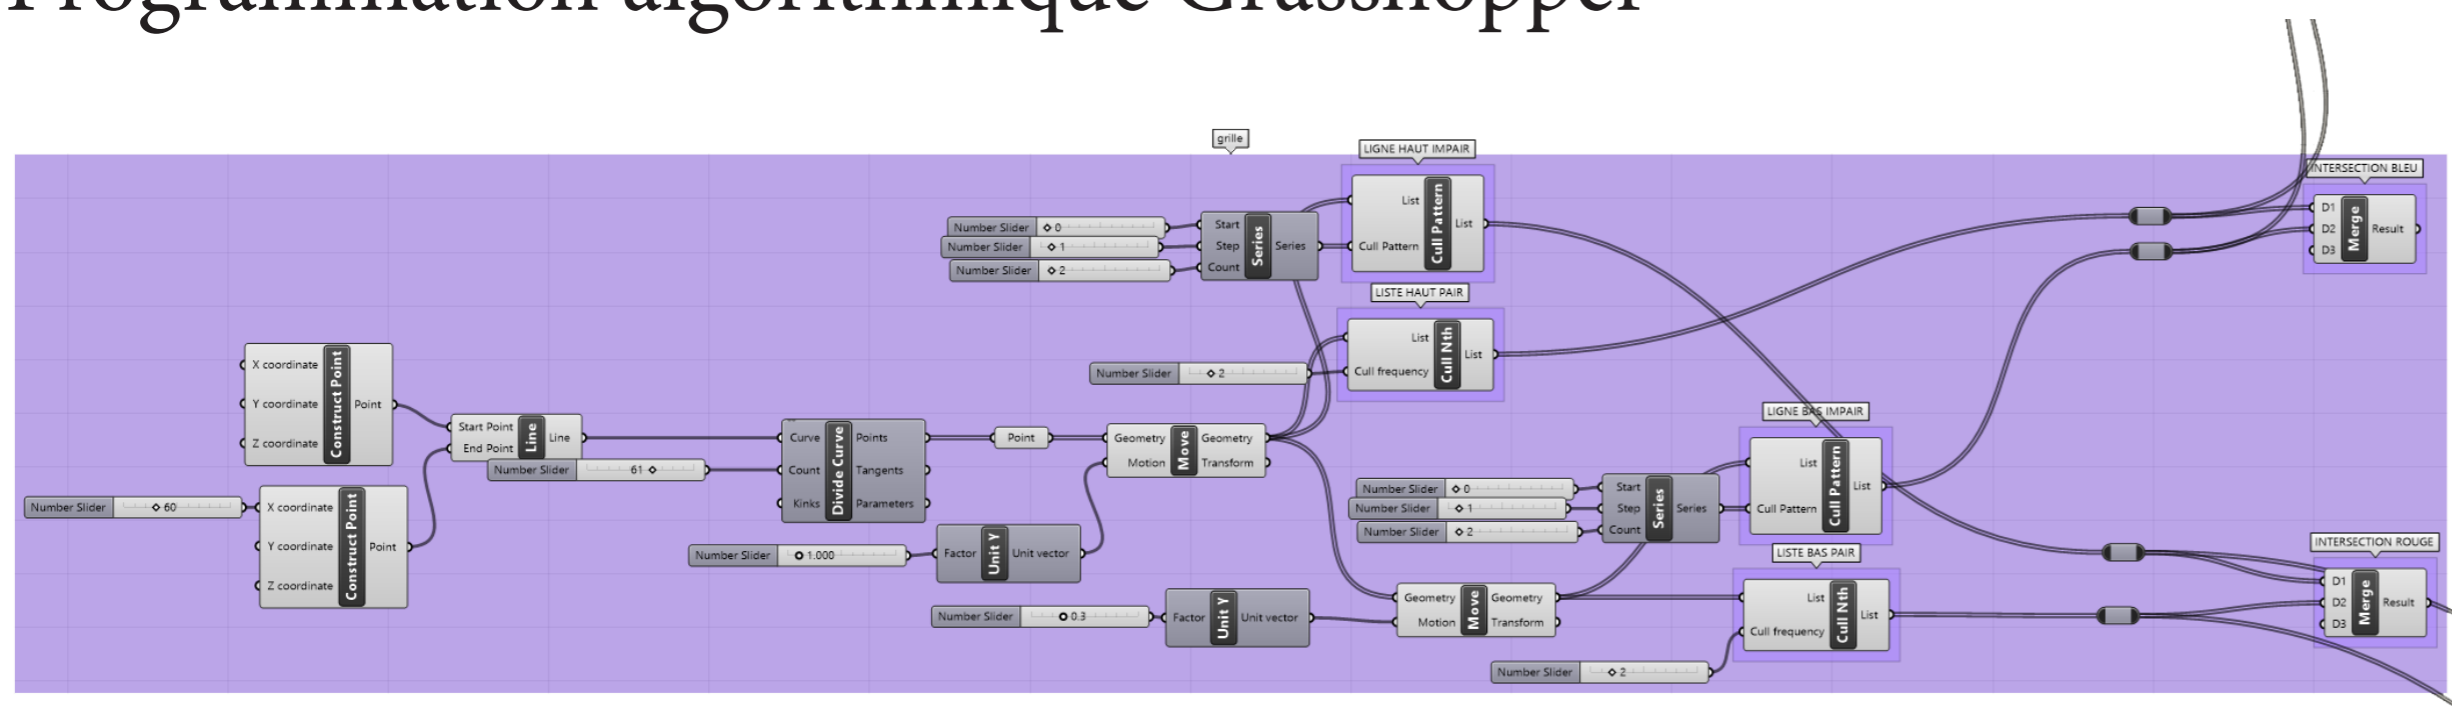 Programmation algorithmique Grasshopper
grille
LIGNE HAUT IMPAIR
List
Cull Pattern
Cull Pattern
List
Number Slider 0
Number Slider 1
Number Slider 2
Start
Step
Count
Series
Series
LISTE HAUT PAIR
List
Cull frequency
Cull Nth
List
Number Slider 2
INTERSECTION BLEU
D1
D2
D3
Merge
Result
X coordinate
Y coordinate
Z coordinate
Construct Point
Point
Number Slider 60
X coordinate
Y coordinate
Z coordinate
Construct Point
Point
Start Point
End Point
Line
Line
Number Slider 61
Curve
Count
Kinks
Divide Curve
Points
Tangents
Parameters
Point
Number Slider 1.000
Factor
Unit Y
Unit vector
Geometry
Motion
Move
Geometry
Transform
Number Slider 0.3
Factor
Unit Y
Unit vector
Geometry
Motion
Move
Geometry
Transform
Number Slider 0
Number Slider 1
Number Slider 2
Start
Step
Count
Series
Series
LIGNE BAS IMPAIR
List
Cull Pattern
Cull Pattern
List
LISTE BAS PAIR
List
Cull frequency
Cull Nth
List
Number Slider 2
INTERSECTION ROUGE
D1
D2
D3
Merge
Result